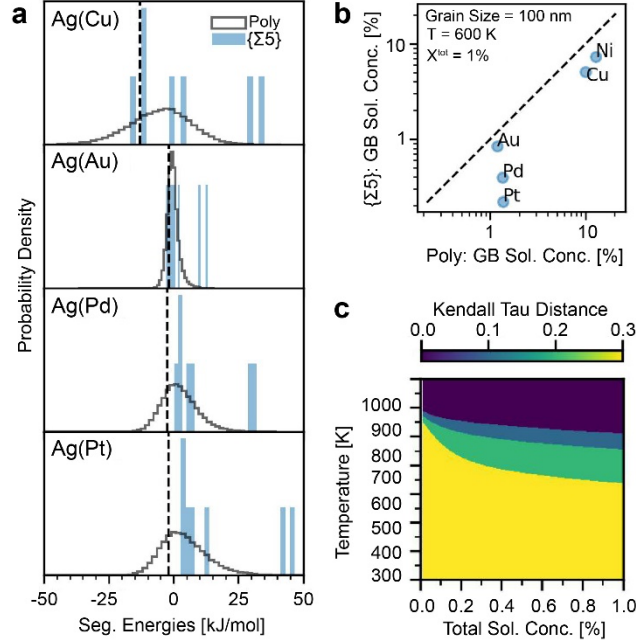 a
Ag(Cu)
Poly
{Σ5}
Ag(Au)
Ag(Pd)
Ag(Pt)
Probability Density
-50 -25 0 25 50
Seg. Energies [kJ/mol]
b
Grain Size = 100 nm
T = 600 K
Xtot = 1%
Ni
Cu
Au
Pd
Pt
10
1
{Σ5}: GB Sol. Conc. [%]
1 10
Poly: GB Sol. Conc. [%]
c
Kendall Tau Distance
0.0 0.1 0.2 0.3
1000
900
800
700
600
500
400
300
Temperature [K]
0.0 0.2 0.4 0.6 0.8 1.0
Total Sol. Conc. [%]